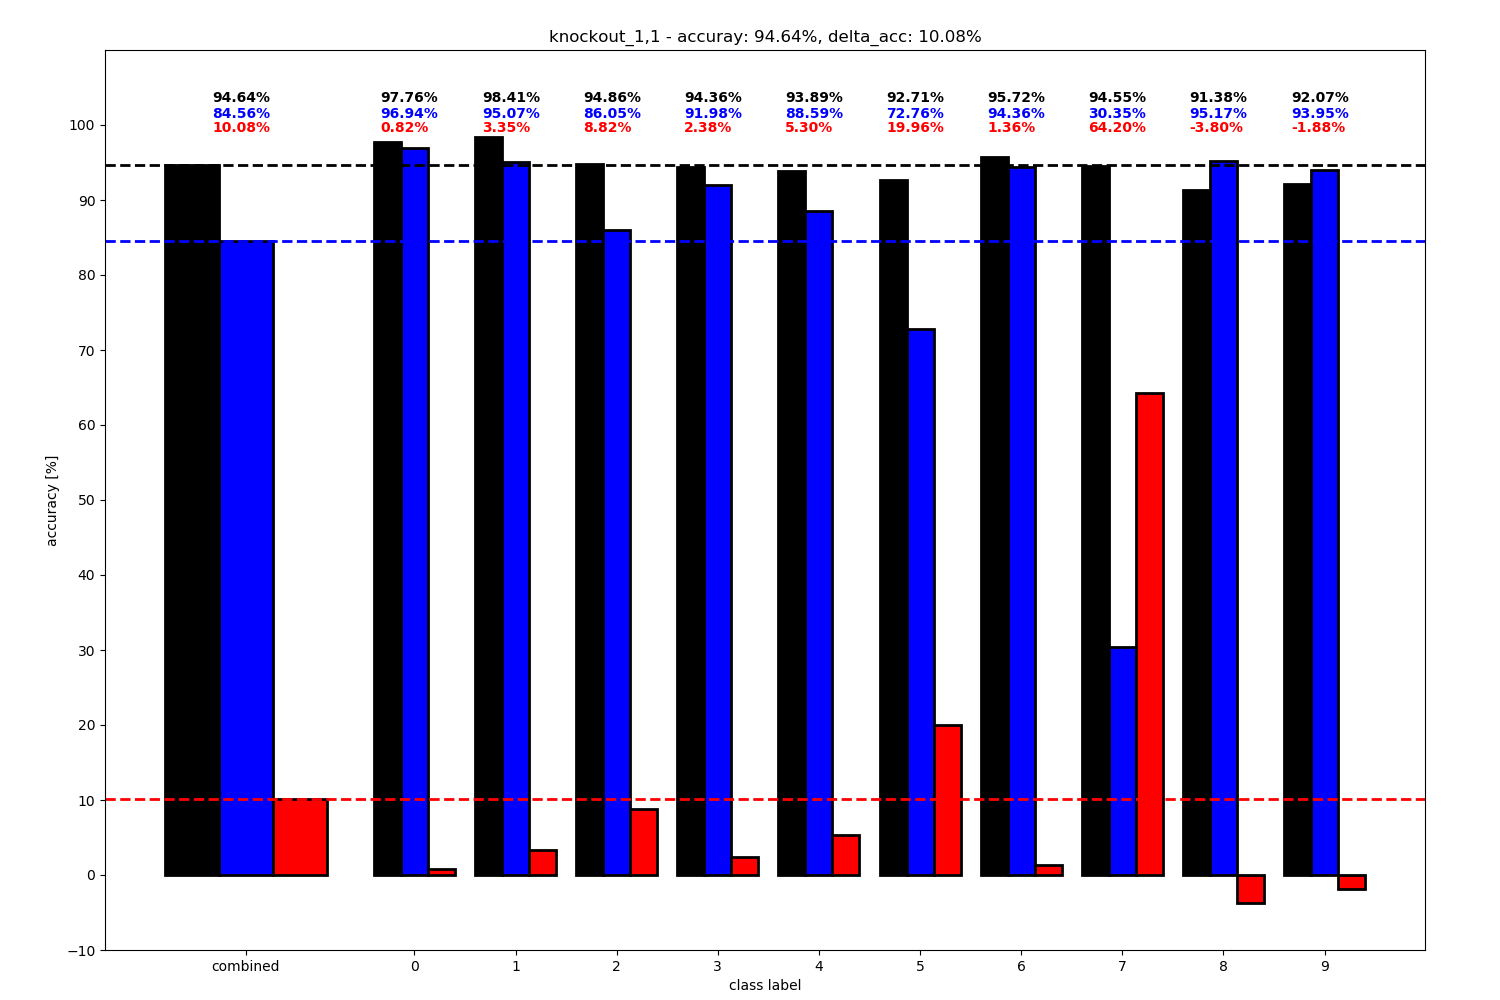 knockout_1,1 - accuray: 94.64%, delta_acc: 10.08%
94.64% 97.76% 98.41% 94.86% 94.36% 93.89% 92.71% 95.72% 94.55% 91.38% 92.07%
84.56% 96.94% 95.07% 86.05% 91.98% 88.59% 72.76% 94.36% 30.35% 95.17% 93.95%
10.08% 0.82% 3.35% 8.82% 2.38% 5.30% 19.96% 1.36% 64.20% -3.80% -1.88%
100
90
80
70
60
50
40
30
20
10
0
−10
accuracy [%]
combined 0 1 2 3 4 5 6 7 8 9
class label